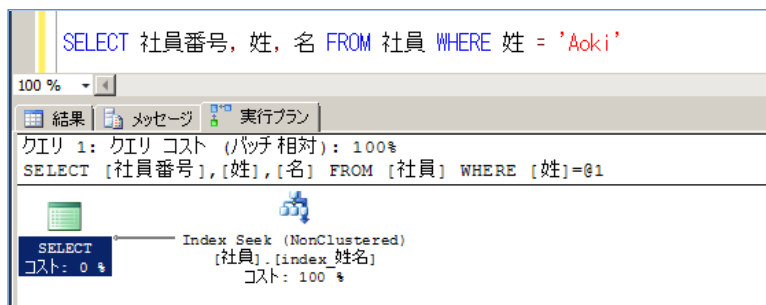 SELECT 社員番号, 姓, 名 FROM 社員 WHERE 姓 = 'Aoki'
100 %
結果 メッセージ 実行プラン
クエリ 1: クエリ コスト (バッチ相対): 100%
SELECT [社員番号],[姓],[名] FROM [社員] WHERE [姓]=@1
SELECT
コスト: 0 %
Index Seek (NonClustered)
[社員].[index_姓名]
コスト: 100 %